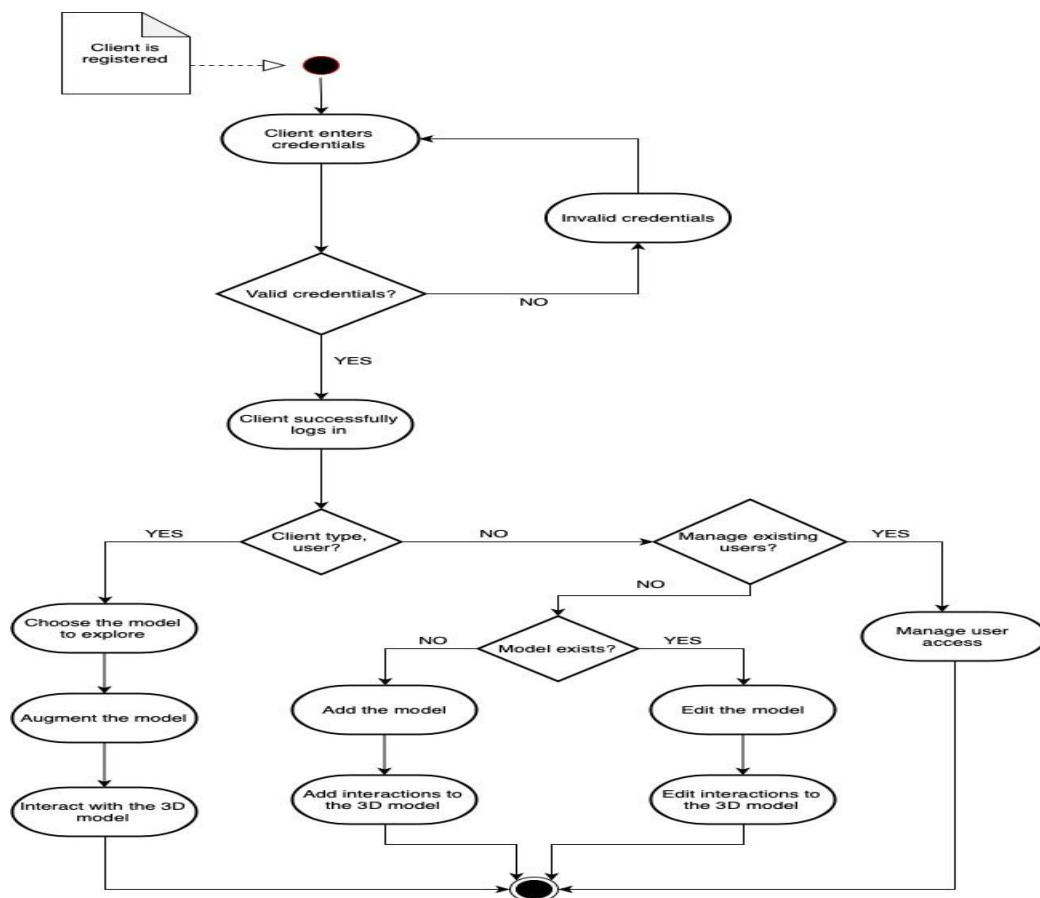 Client is
registered
Client enters
credentials
Invalid credentials
Valid credentials?
NO
YES
Client successfully
logs in
YES
Client type,
user?
NO
Manage existing
users?
YES
NO
Choose the model
to explore
NO
Model exists?
YES
Manage user
access
Augment the model
Add the model
Edit the model
Interact with the 3D
model
Add interactions to
the 3D model
Edit interactions to
the 3D model